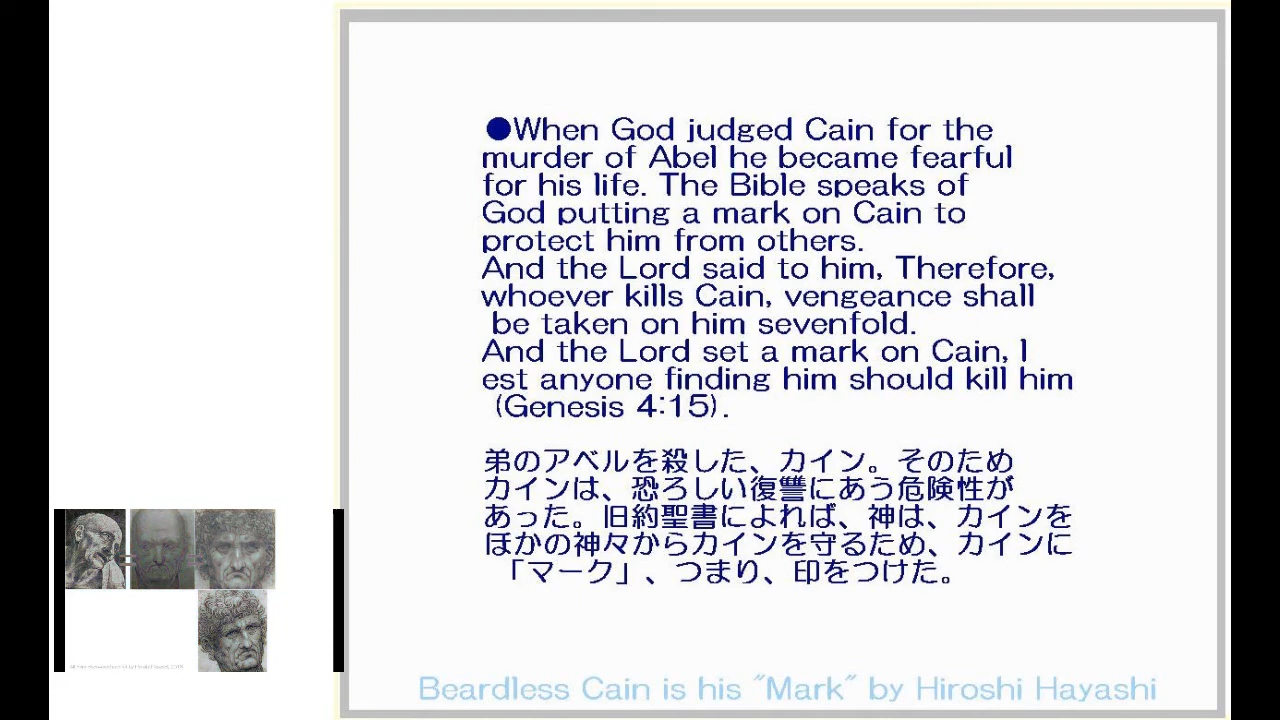 ●When God judged Cain for the
murder of Abel he became fearful
for his life. The Bible speaks of
God putting a mark on Cain to
protect him from others.
And the Lord said to him, Therefore,
whoever kills Cain, vengeance shall
be taken on him sevenfold.
And the Lord set a mark on Cain, l
est anyone finding him should kill him
(Genesis 4:15).
弟のアベルを殺した、カイン。そのため
カインは、恐ろしい復讐にあう危険性が
あった。旧約聖書によれば、神は、カインを
ほかの神々からカインを守るため、カインに
「マーク」、つまり、印をつけた。
Beardless Cain is his "Mark" by Hiroshi Hayashi